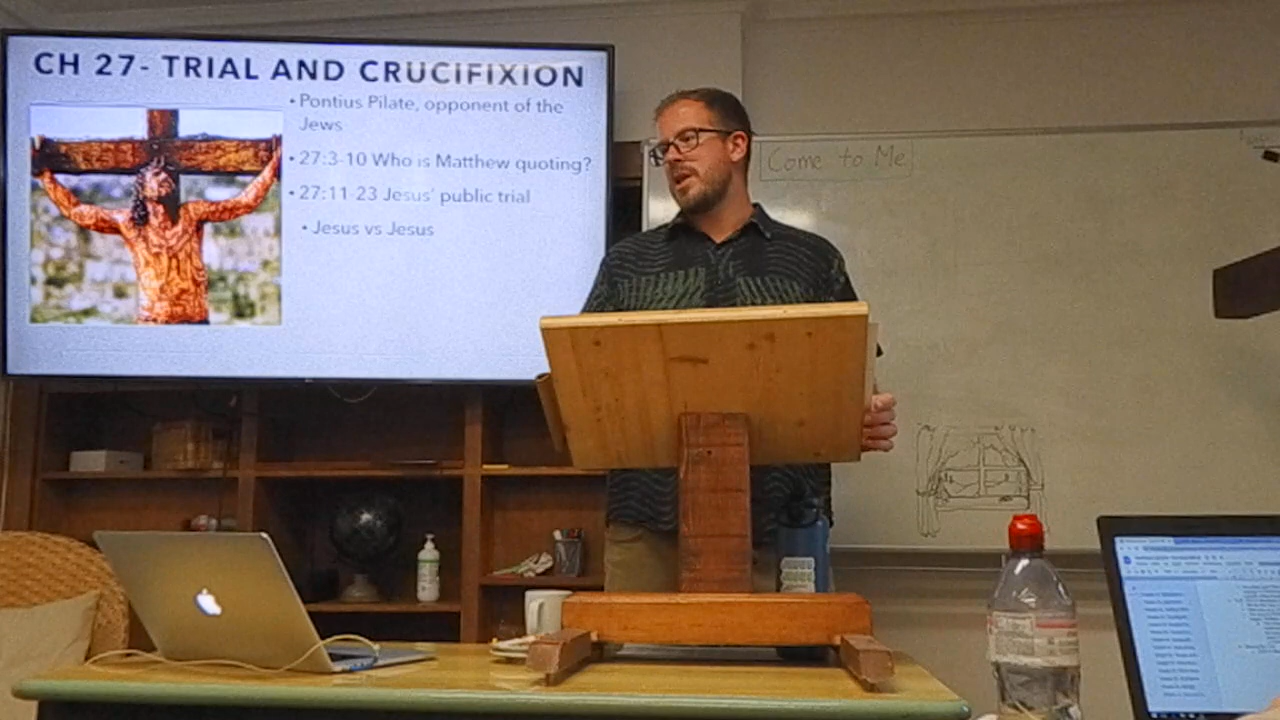 CH 27- TRIAL AND CRUCIFIXION
• Pontius Pilate, opponent of the
Jews
• 27:3-10 Who is Matthew quoting?
• 27:11-23 Jesus' public trial
• Jesus vs Jesus
Come to Me